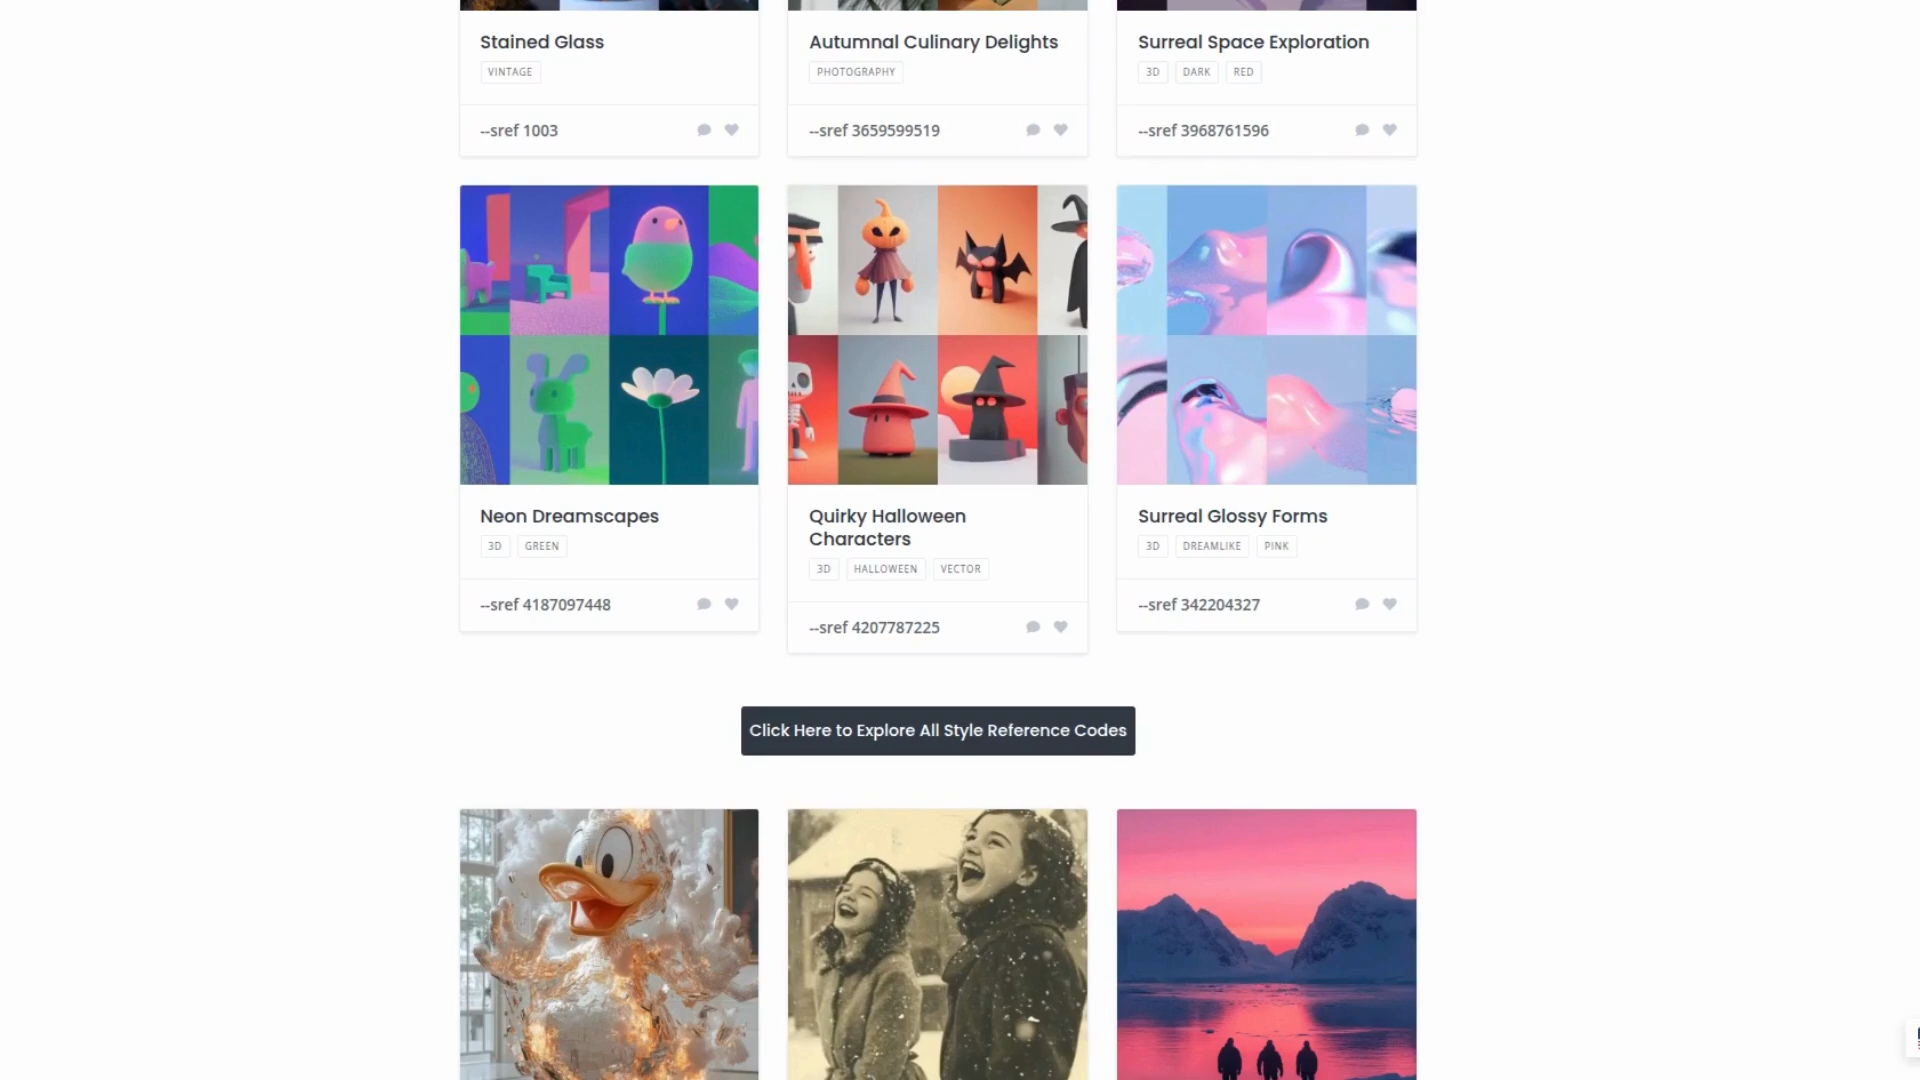 Stained Glass
VINTAGE
--sref 1003
Autumnal Culinary Delights
PHOTOGRAPHY
--sref 3659599519
Surreal Space Exploration
3D DARK RED
--sref 3968761596
Neon Dreamscapes
3D GREEN
--sref 4187097448
Quirky Halloween
Characters
3D HALLOWEEN VECTOR
--sref 4207787225
Surreal Glossy Forms
3D DREAMLIKE PINK
--sref 342204327
Click Here to Explore All Style Reference Codes